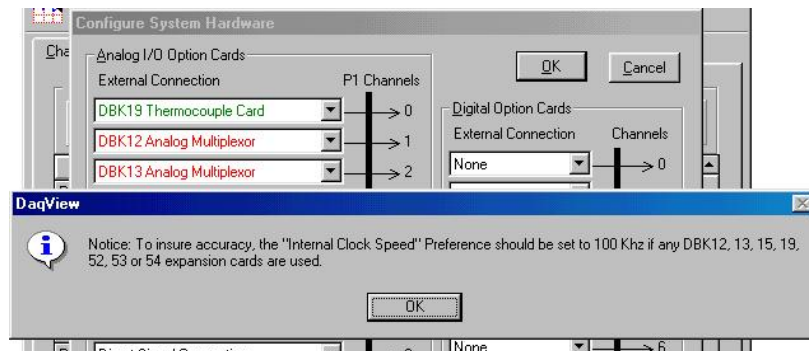 Configure System Hardware
Cha
Analog I/O Option Cards
OK
Cancel
External Connection P1 Channels
DBK19 Thermocouple Card 0
Digital Option Cards
External Connection Channels
DBK12 Analog Multiplexor 1
None 0
DBK13 Analog Multiplexor 2
DaqView
Notice: To insure accuracy, the "Internal Clock Speed" Preference should be set to 100 Khz if any DBK12, 13, 15, 19,
52, 53 or 54 expansion cards are used.
OK
None 6